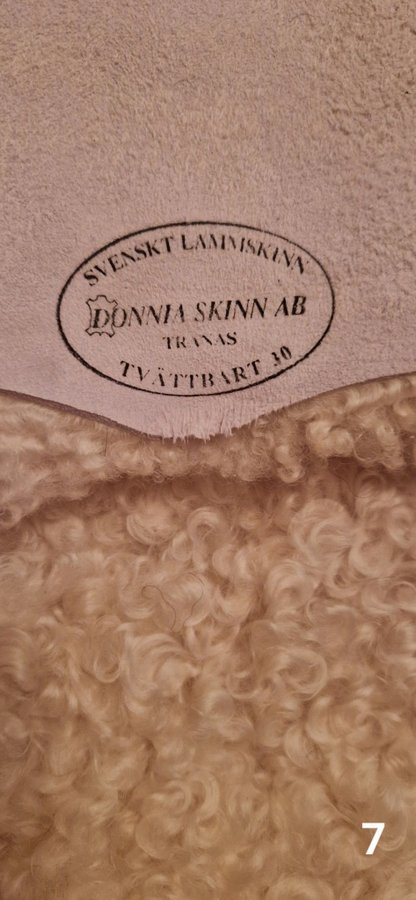 SVENSKT LAMMSKINN
DONNIA SKINN AB
TRANAS
TVÄTTBART 30
7